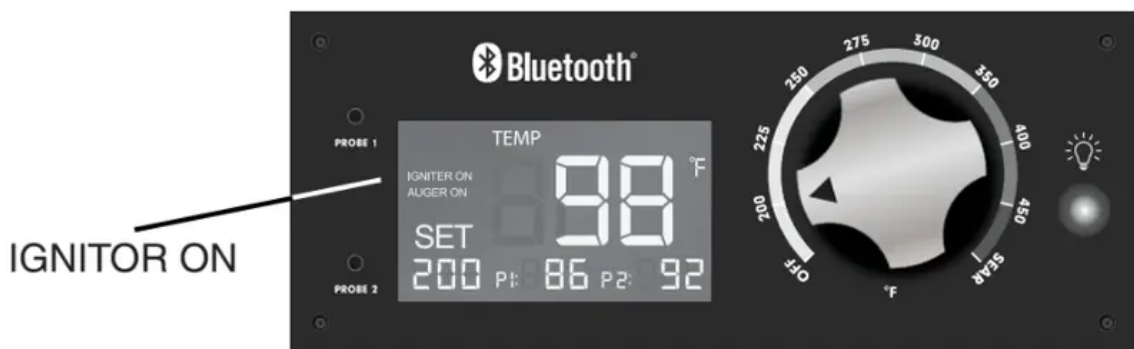 Bluetooth®
PROBE 1
TEMP
98 °F
IGNITER ON
AUGER ON
SET
200 P1: 86 P2: 92
PROBE 2
IGNITOR ON
OFF
200
225
250
275
300
350
400
450
SEAR
°F